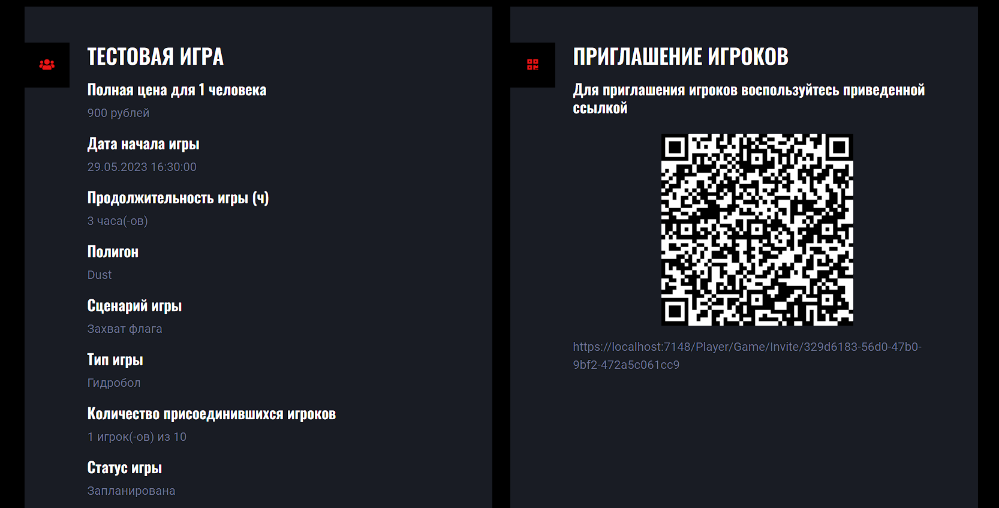 ТЕСТОВАЯ ИГРА
Полная цена для 1 человека
900 рублей
Дата начала игры
29.05.2023 16:30:00
Продолжительность игры (ч)
3 часа(-ов)
Полигон
Dust
Сценарий игры
Захват флага
Тип игры
Гидробол
Количество присоединившихся игроков
1 игрок(-ов) из 10
Статус игры
Запланирована
ПРИГЛАШЕНИЕ ИГРОКОВ
Для приглашения игроков воспользуйтесь приведенной
ссылкой
https://localhost:7148/Player/Game/Invite/329d6183-56d0-47b0-
9bf2-472a5c061cc9